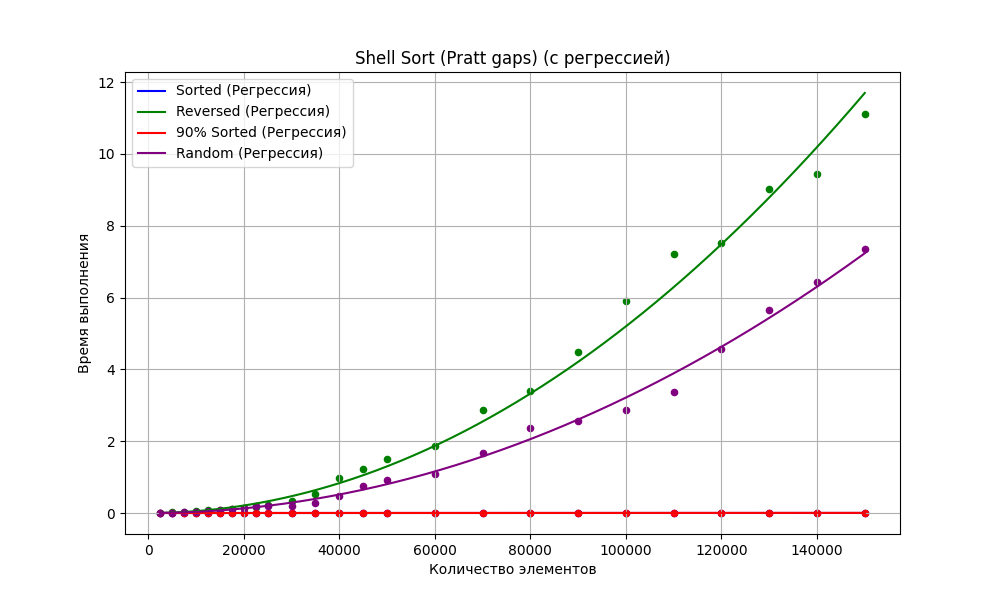 Shell Sort (Pratt gaps) (с регрессией)
Sorted (Регрессия)
Reversed (Регрессия)
90% Sorted (Регрессия)
Random (Регрессия)
12
10
8
6
4
2
0
Время выполнения
0 20000 40000 60000 80000 100000 120000 140000
Количество элементов